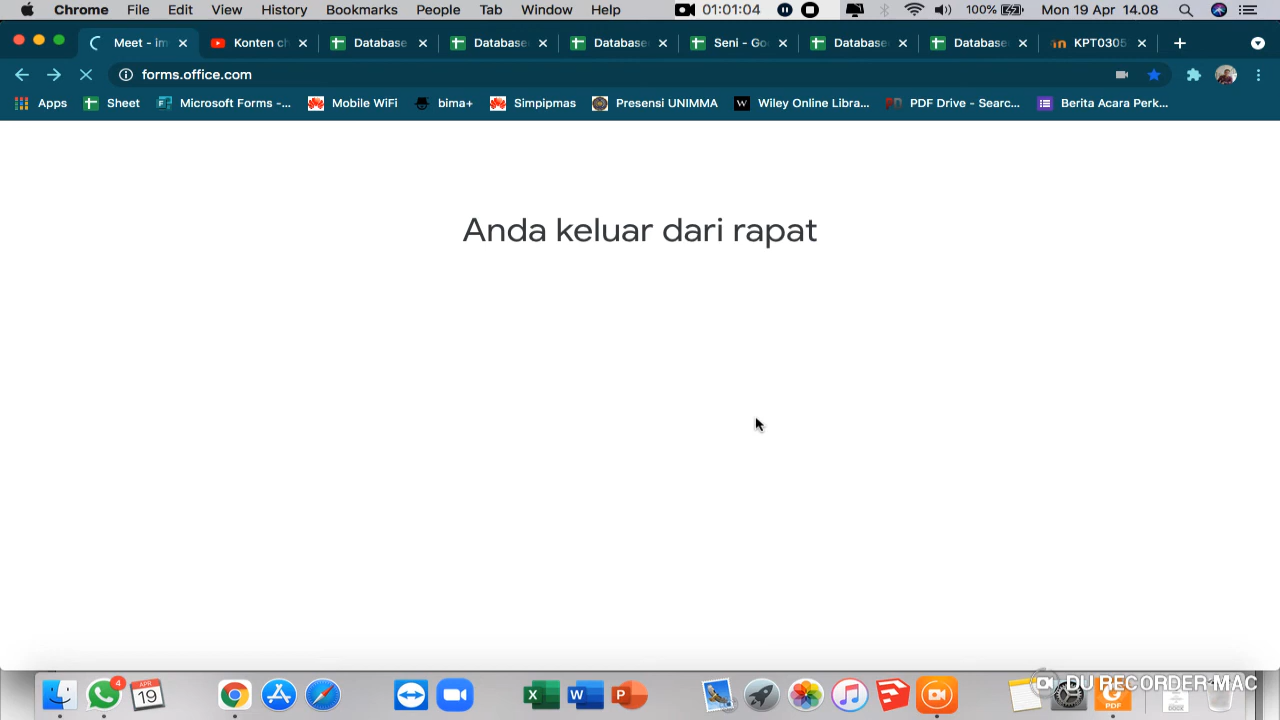 Chrome File Edit View History Bookmarks People Tab Window Help 01:01:04 100% Mon 19 Apr 14.08
Meet - im Konten ch Database Database Database Seni - Go Database Database KPT0305
forms.office.com
Apps Sheet Microsoft Forms -... Mobile WiFi bima+ Simpipmas Presensi UNIMMA Wiley Online Libra... PDF Drive - Searc... Berita Acara Perk...
Anda keluar dari rapat
4
APR
19
X W P
PDF
DU RECORDER-MAC